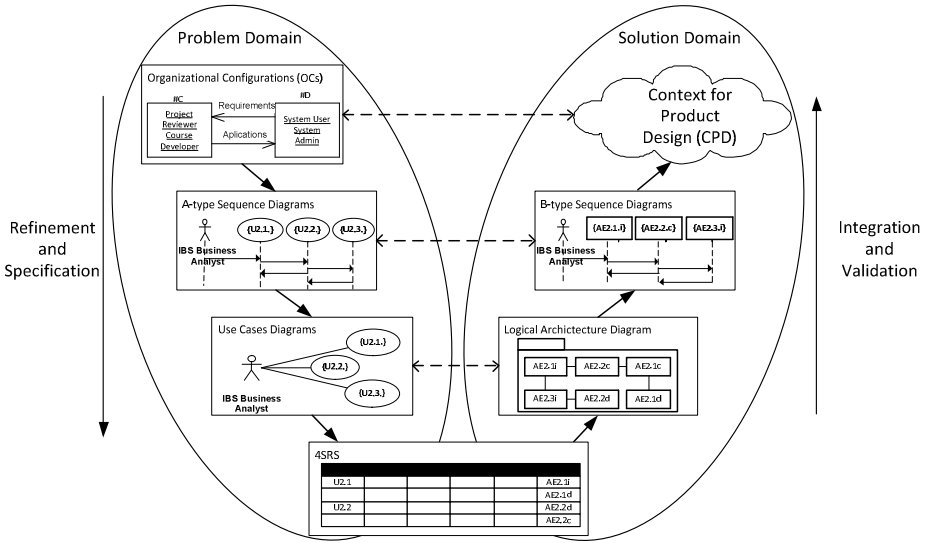 Problem Domain
Solution Domain
Organizational Configurations (OCs)
#C
#D
Project
Reviewer
Course
Developer
Requirements
Aplications
System User
System
Admin
Context for
Product
Design (CPD)
A-type Sequence Diagrams
{U2.1.}
{U2.2.}
{U2.3.}
IBS Business
Analyst
B-type Sequence Diagrams
{AE2.1.i}
{AE2.2.c}
{AE2.3.i}
IBS Business
Analyst
Refinement
and
Specification
Integration
and
Validation
Use Cases Diagrams
{U2.1.}
{U2.2.}
{U2.3.}
IBS Business
Analyst
Logical Archictecture Diagram
AE2.1i
AE2.2c
AE2.1c
AE2.3i
AE2.2d
AE2.1d
4SRS
U2.1
AE2.1i
AE2.1d
U2.2
AE2.2d
AE2.2c